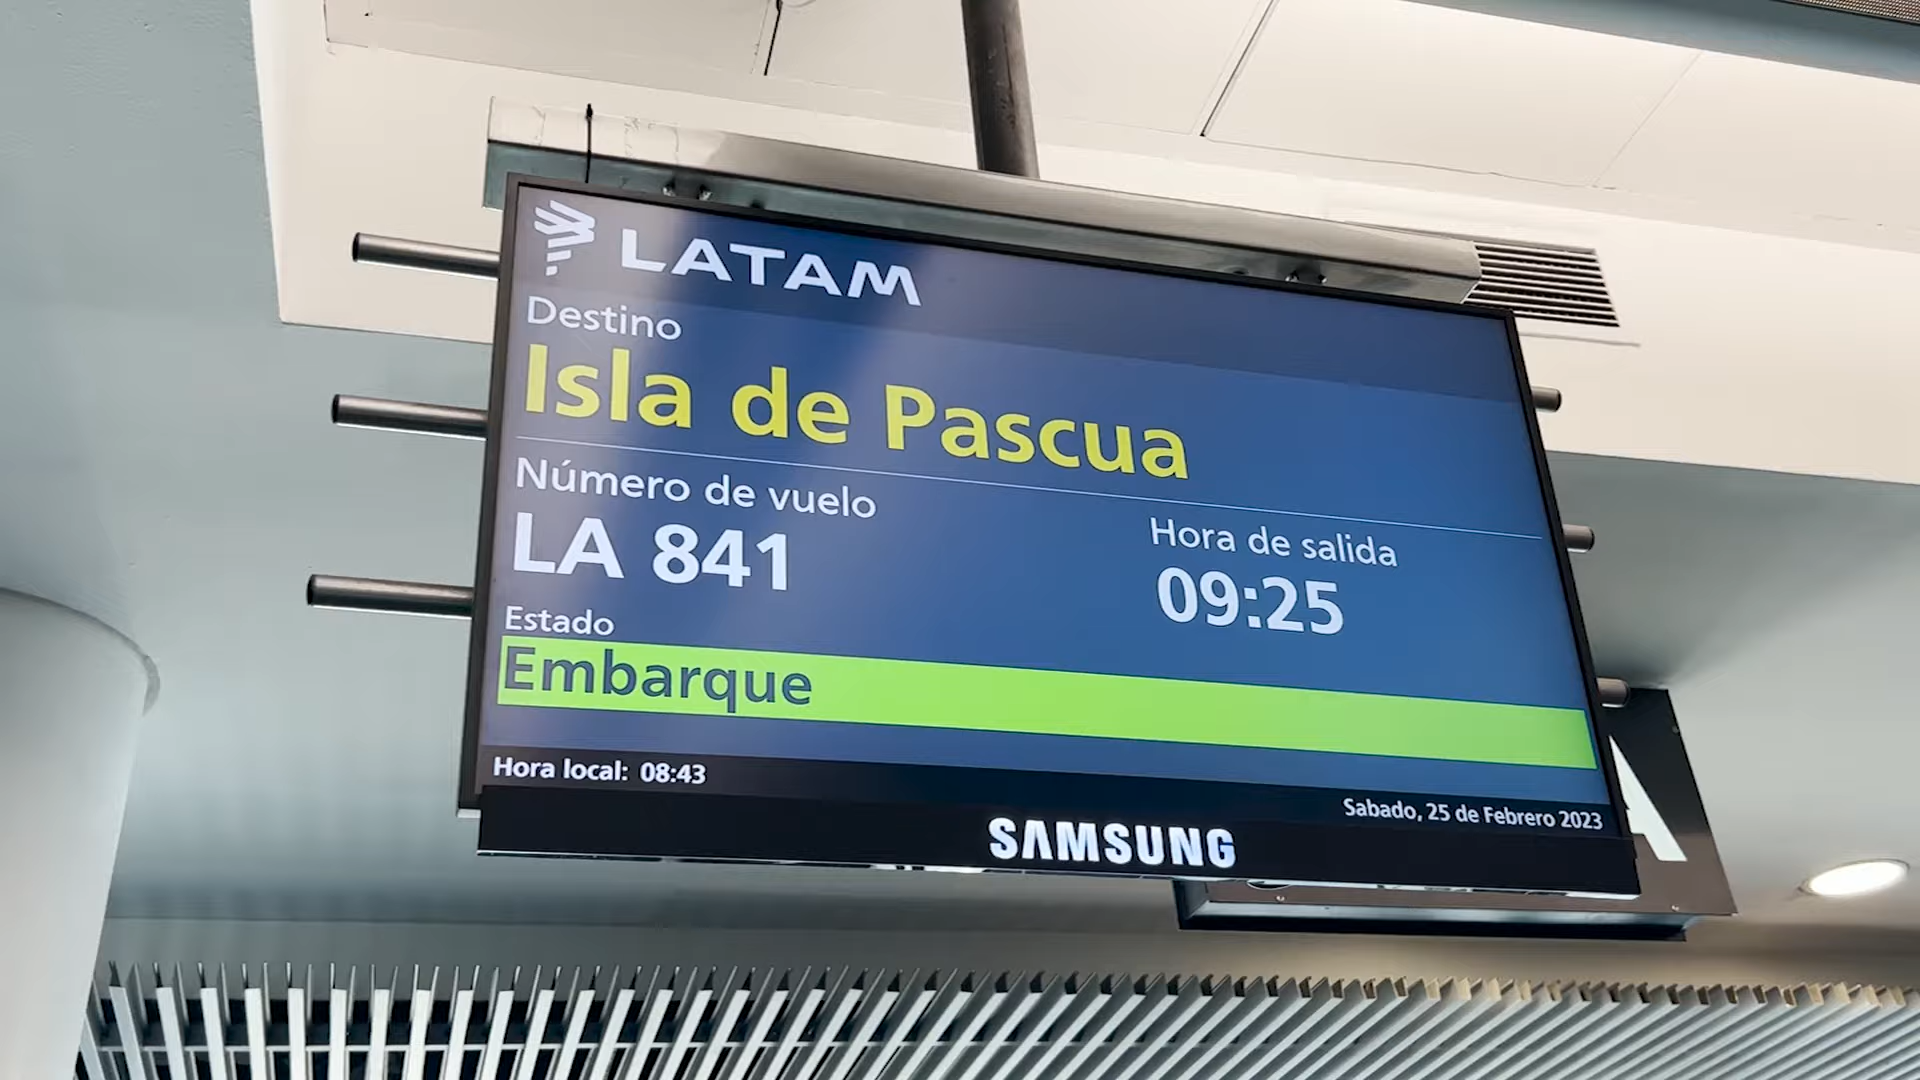 LATAM
Destino
Isla de Pascua
Número de vuelo
LA 841
Hora de salida
09:25
Estado
Embarque
Hora local: 08:43
Sabado, 25 de Febrero 2023
SAMSUNG
A